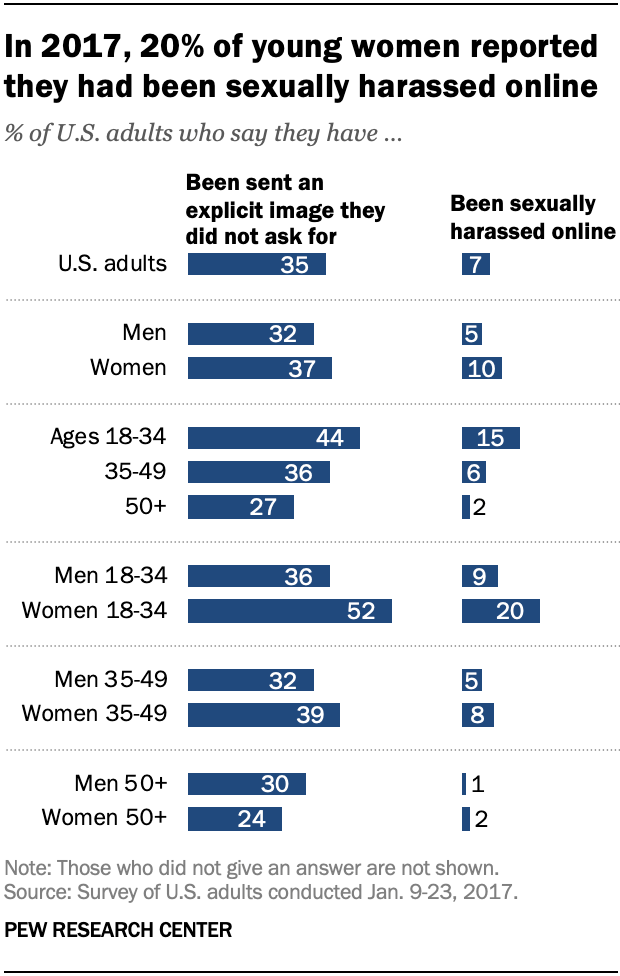 In 2017, 20% of young women reported
they had been sexually harassed online
% of U.S. adults who say they have ...
Been sent an
explicit image they
did not ask for
Been sexually
harassed online
U.S. adults 35 7
Men 32 5
Women 37 10
Ages 18-34 44 15
35-49 36 6
50+ 27 2
Men 18-34 36 9
Women 18-34 52 20
Men 35-49 32 5
Women 35-49 39 8
Men 50+ 30 1
Women 50+ 24 2
Note: Those who did not give an answer are not shown.
Source: Survey of U.S. adults conducted Jan. 9-23, 2017.
PEW RESEARCH CENTER